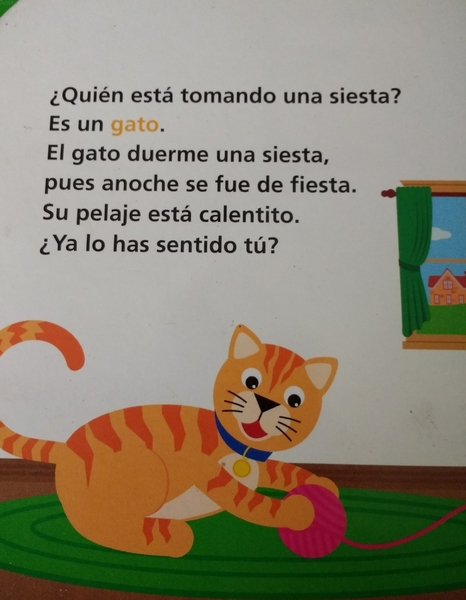 ¿Quién está tomando una siesta?
Es un gato.
El gato duerme una siesta,
pues anoche se fue de fiesta.
Su pelaje está calentito.
¿Ya lo has sentido tú?